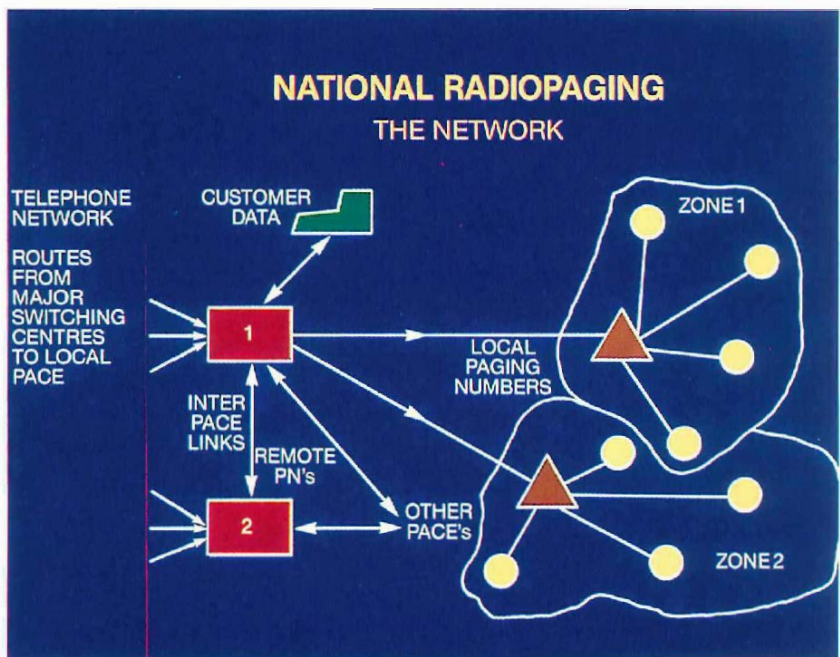 NATIONAL RADIOPAGING
THE NETWORK
TELEPHONE
NETWORK
ROUTES
FROM
MAJOR
SWITCHING
CENTRES
TO LOCAL
PACE
CUSTOMER
DATA
1
INTER
PACE
LINKS
REMOTE
PN's
2
OTHER
PACE's
LOCAL
PAGING
NUMBERS
ZONE 1
ZONE 2